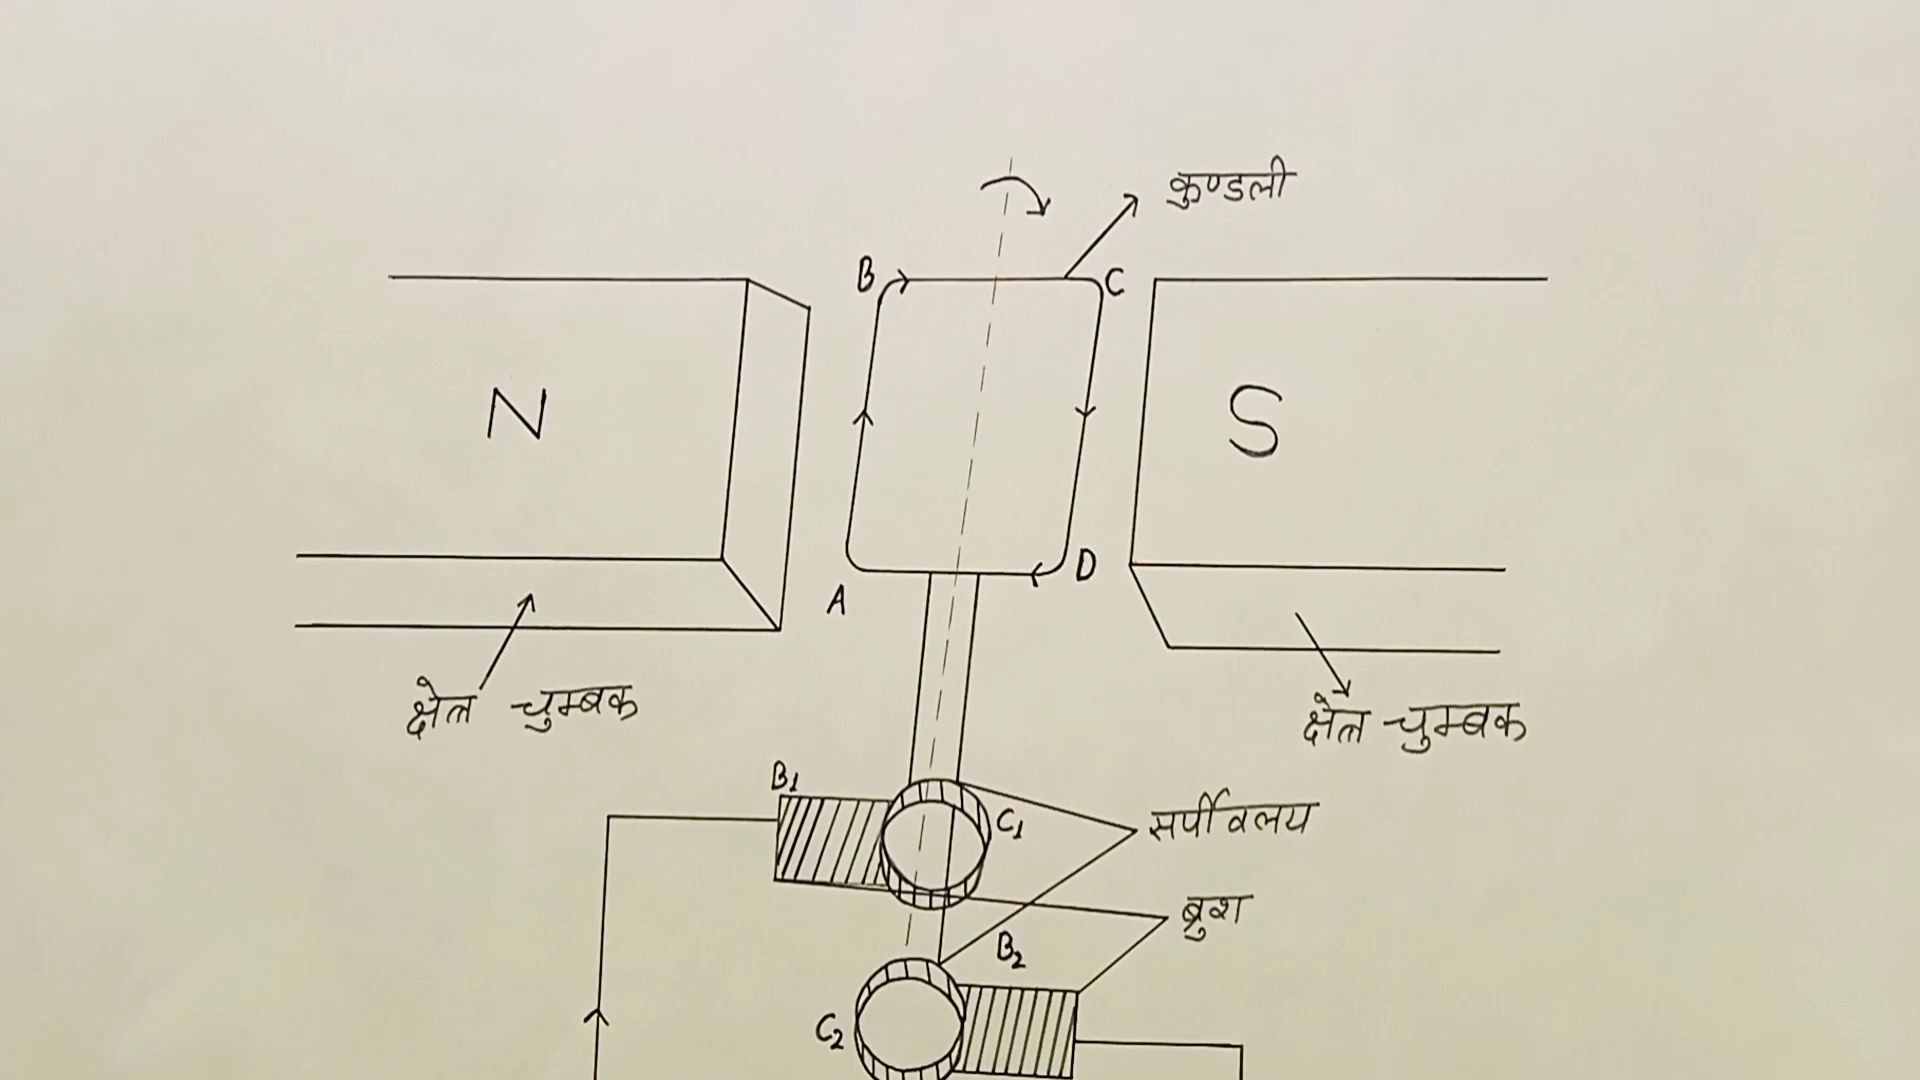 कुण्डली
B
C
N
S
A
D
क्षेत्र चुम्बक
क्षेत्र चुम्बक
B1
C1
सर्पी वलय
ब्रुश
B2
C2